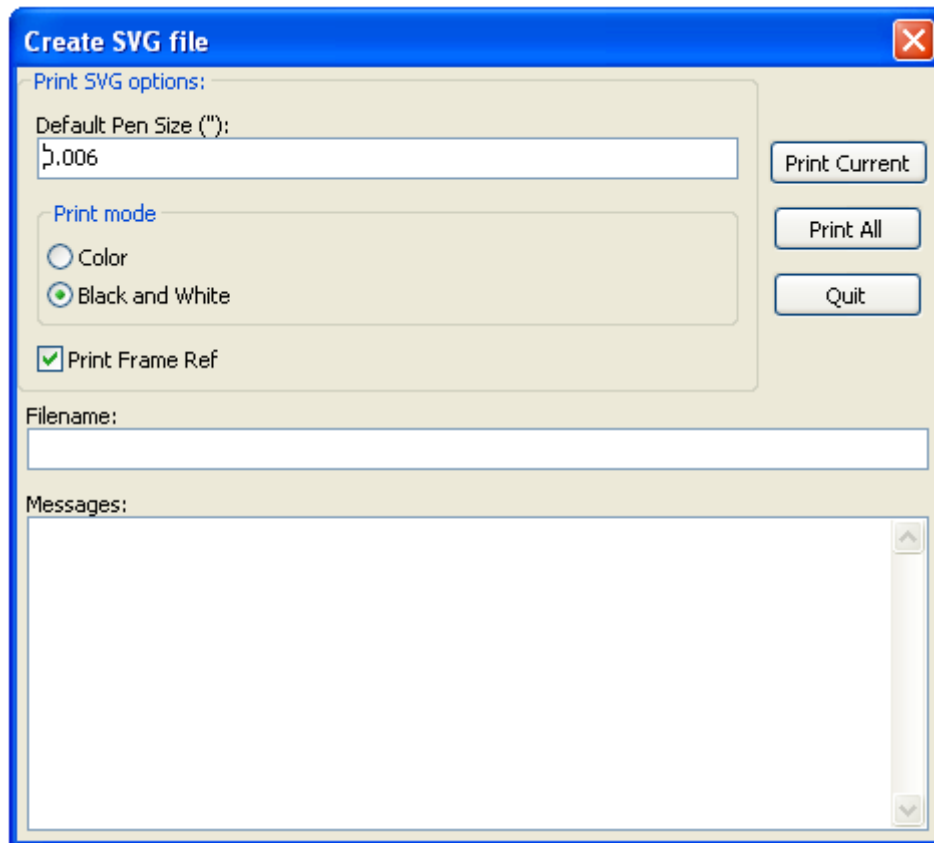 Create SVG file
Print SVG options:
Default Pen Size ("):
0.006
Print Current
Print mode
Print All
Color
Black and White
Quit
Print Frame Ref
Filename:
Messages: